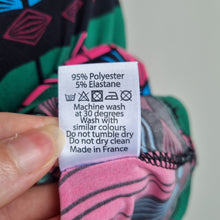 95% Polyester
5% Elastane
Machine wash
at 30 degrees
Wash with
similar colours
Do not tumble dry
Do not dry clean
Made in France